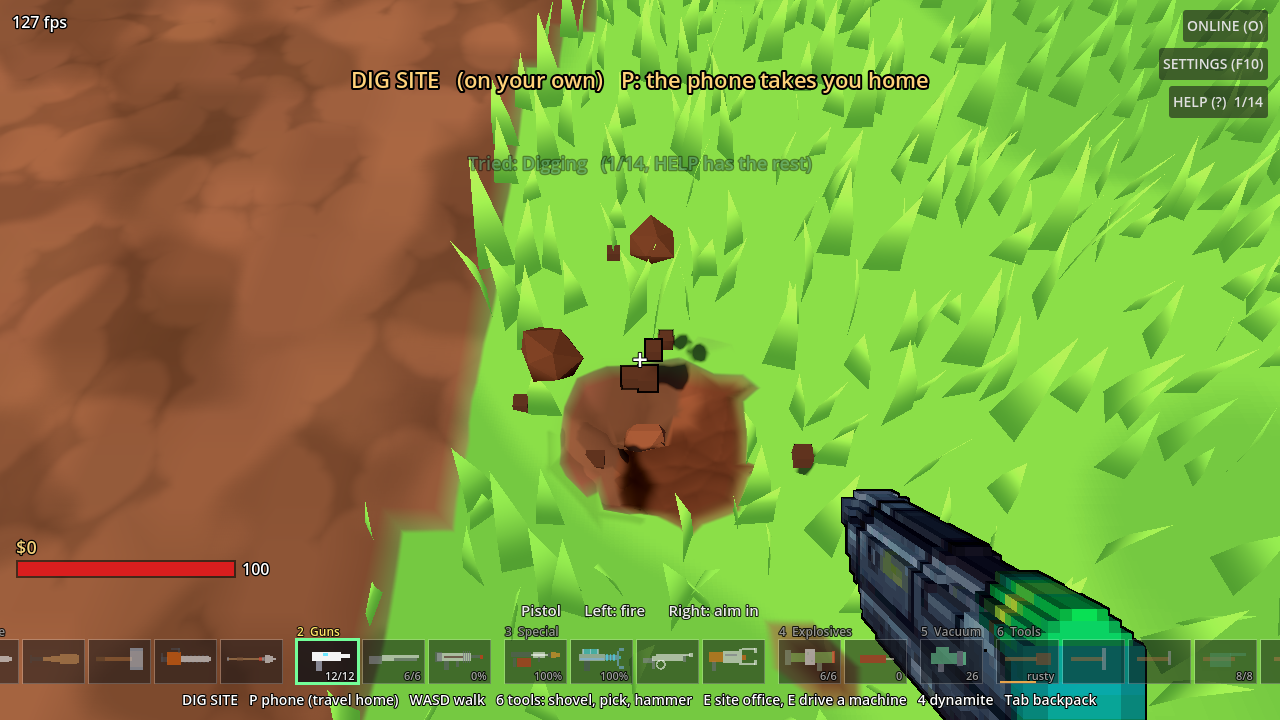 127 fps
ONLINE (O)
SETTINGS (F10)
HELP (?) 1/14
DIG SITE (on your own) P: the phone takes you home
Tried: Digging (1/14, HELP has the rest)
$0
100
Pistol Left: fire Right: aim in
e 2 Guns 3 Special 4 Explosives 5 Vacuum 6 Tools
12/12 6/6 0% 100% 100% 6/6 0 26 rusty 8/8
DIG SITE P phone (travel home) WASD walk 6 tools: shovel, pick, hammer E site office, E drive a machine 4 dynamite Tab backpack